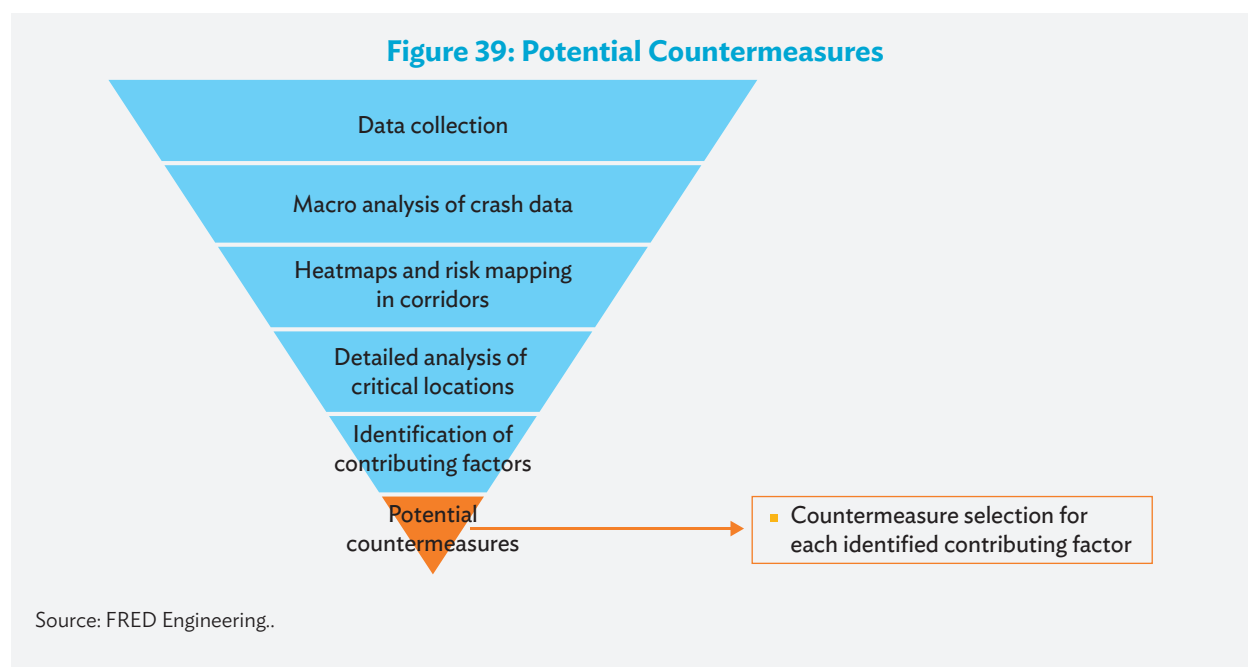 Figure 39: Potential Countermeasures
Data collection
Macro analysis of crash data
Heatmaps and risk mapping
in corridors
Detailed analysis of
critical locations
Identification of
contributing factors
Potential
countermeasures
▪ Countermeasure selection for
each identified contributing factor
Source: FRED Engineering..